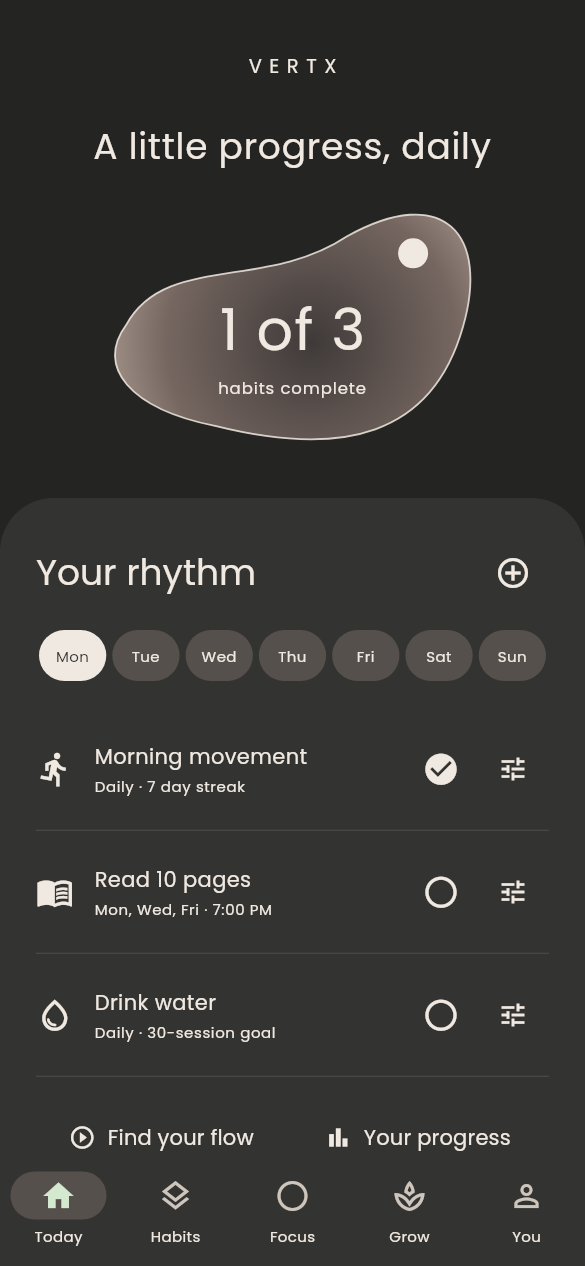 VERTX
A little progress, daily
1 of 3
habits complete
Your rhythm
Mon Tue Wed Thu Fri Sat Sun
Morning movement
Daily · 7 day streak
Read 10 pages
Mon, Wed, Fri · 7:00 PM
Drink water
Daily · 30-session goal
Find your flow Your progress
Today Habits Focus Grow You